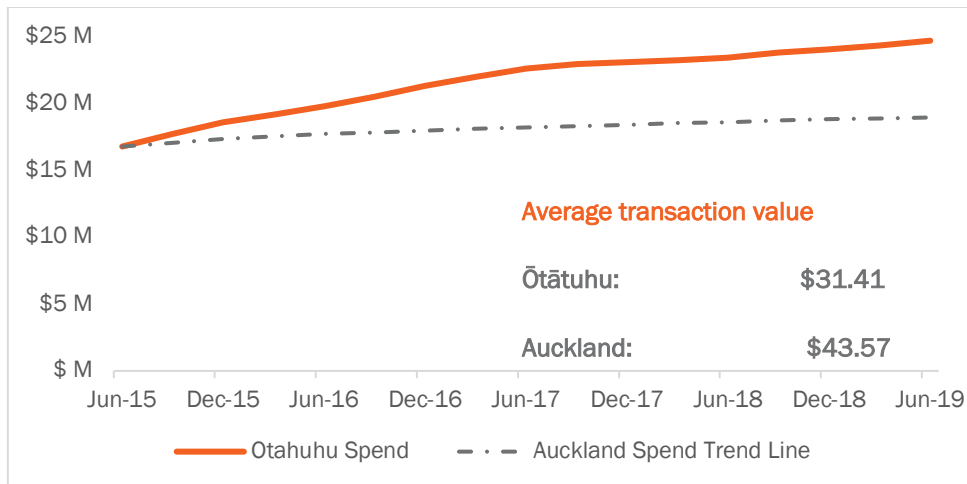 $25 M
$20 M
$15 M
$10 M
$5 M
$ M
Average transaction value
Ōtātuhu: $31.41
Auckland: $43.57
Jun-15 Dec-15 Jun-16 Dec-16 Jun-17 Dec-17 Jun-18 Dec-18 Jun-19
Otahuhu Spend Auckland Spend Trend Line